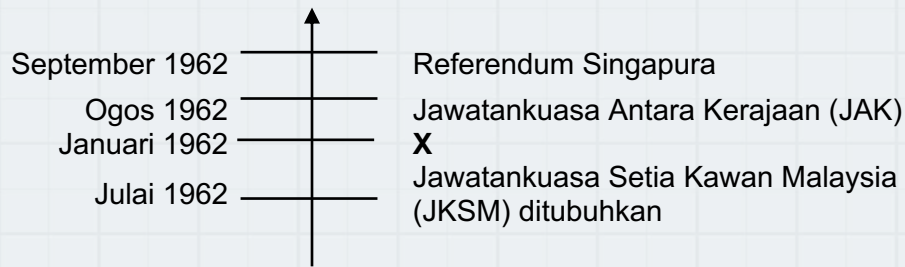 September 1962 Referendum Singapura
Ogos 1962 Jawatankuasa Antara Kerajaan (JAK)
Januari 1962 X
Julai 1962 Jawatankuasa Setia Kawan Malaysia
(JKSM) ditubuhkan